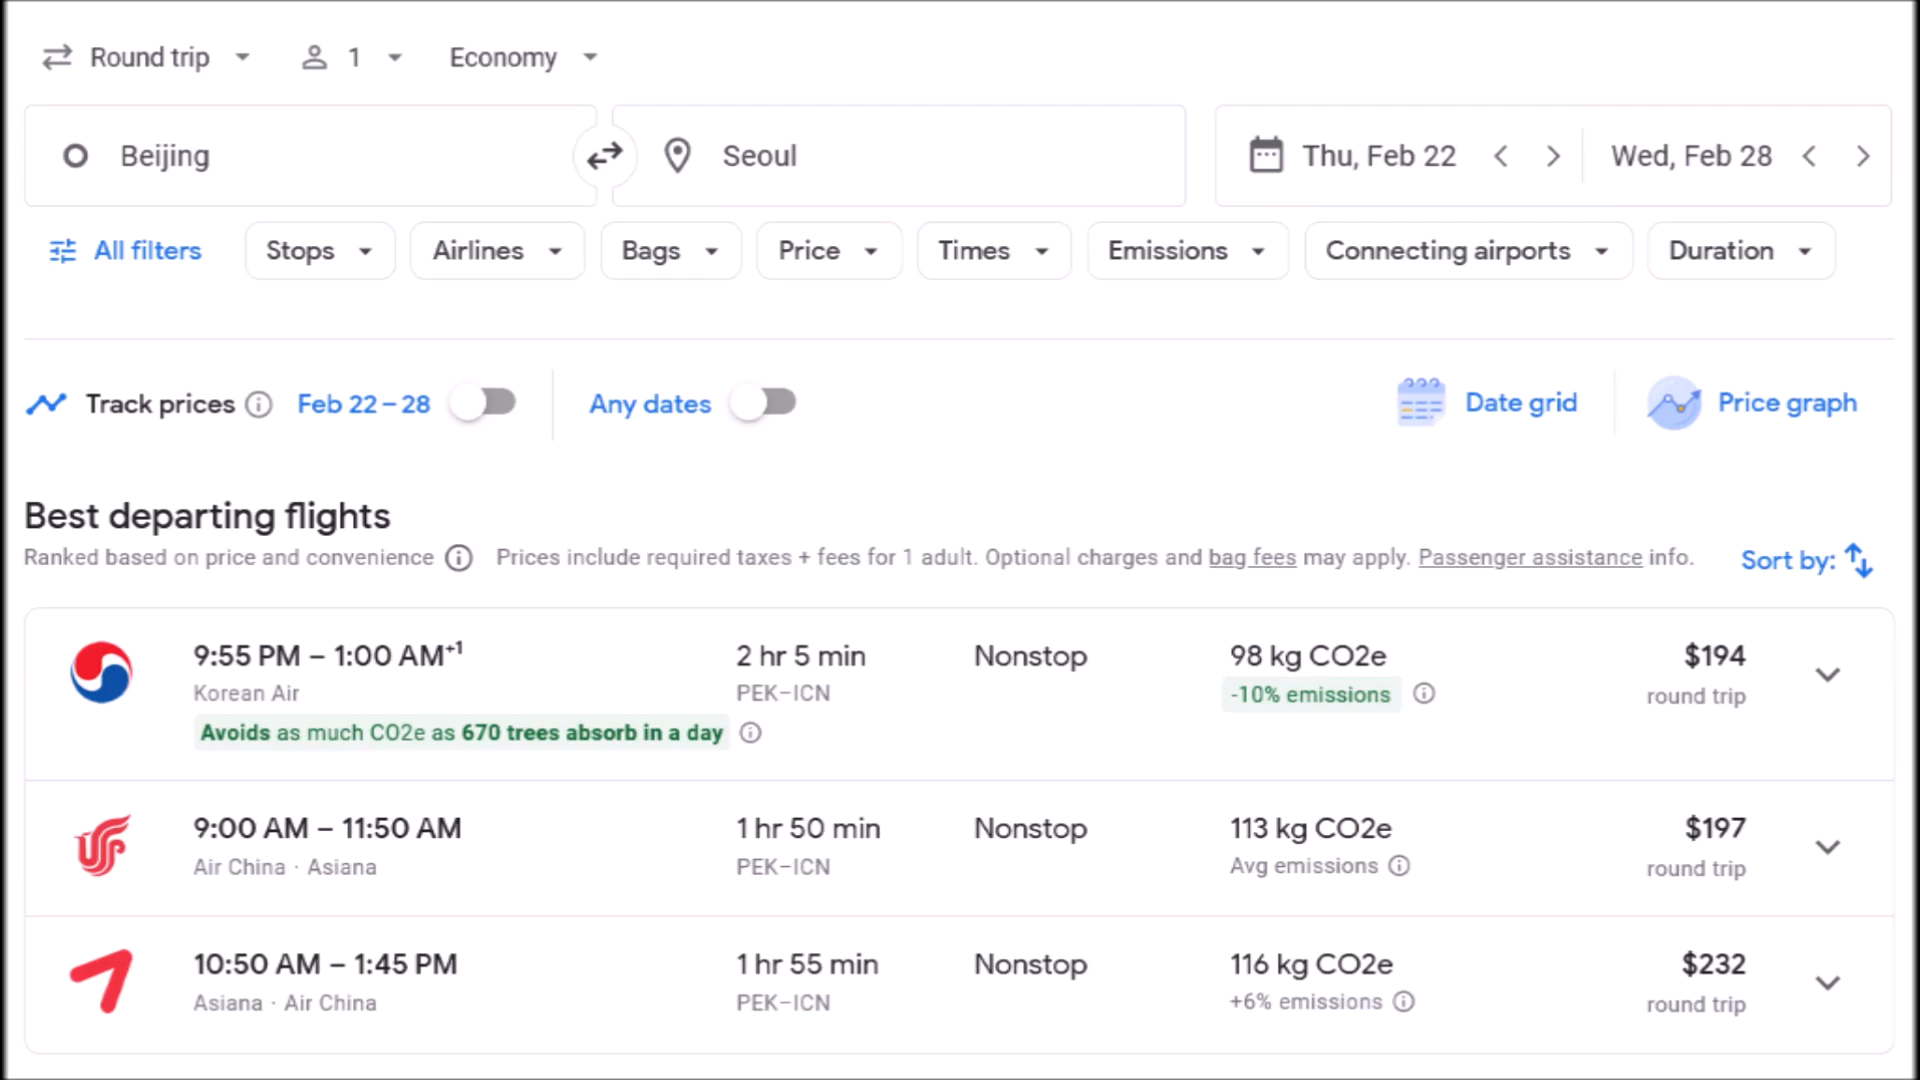 Round trip 1 Economy
Beijing Seoul Thu, Feb 22 Wed, Feb 28
All filters Stops Airlines Bags Price Times Emissions Connecting airports Duration
Track prices Feb 22 – 28 Any dates Date grid Price graph
Best departing flights
Ranked based on price and convenience Prices include required taxes + fees for 1 adult. Optional charges and bag fees may apply. Passenger assistance info. Sort by:
9:55 PM – 1:00 AM+1 2 hr 5 min Nonstop 98 kg CO2e $194
Korean Air PEK–ICN -10% emissions round trip
Avoids as much CO2e as 670 trees absorb in a day
9:00 AM – 11:50 AM 1 hr 50 min Nonstop 113 kg CO2e $197
Air China · Asiana PEK–ICN Avg emissions round trip
10:50 AM – 1:45 PM 1 hr 55 min Nonstop 116 kg CO2e $232
Asiana · Air China PEK–ICN +6% emissions round trip